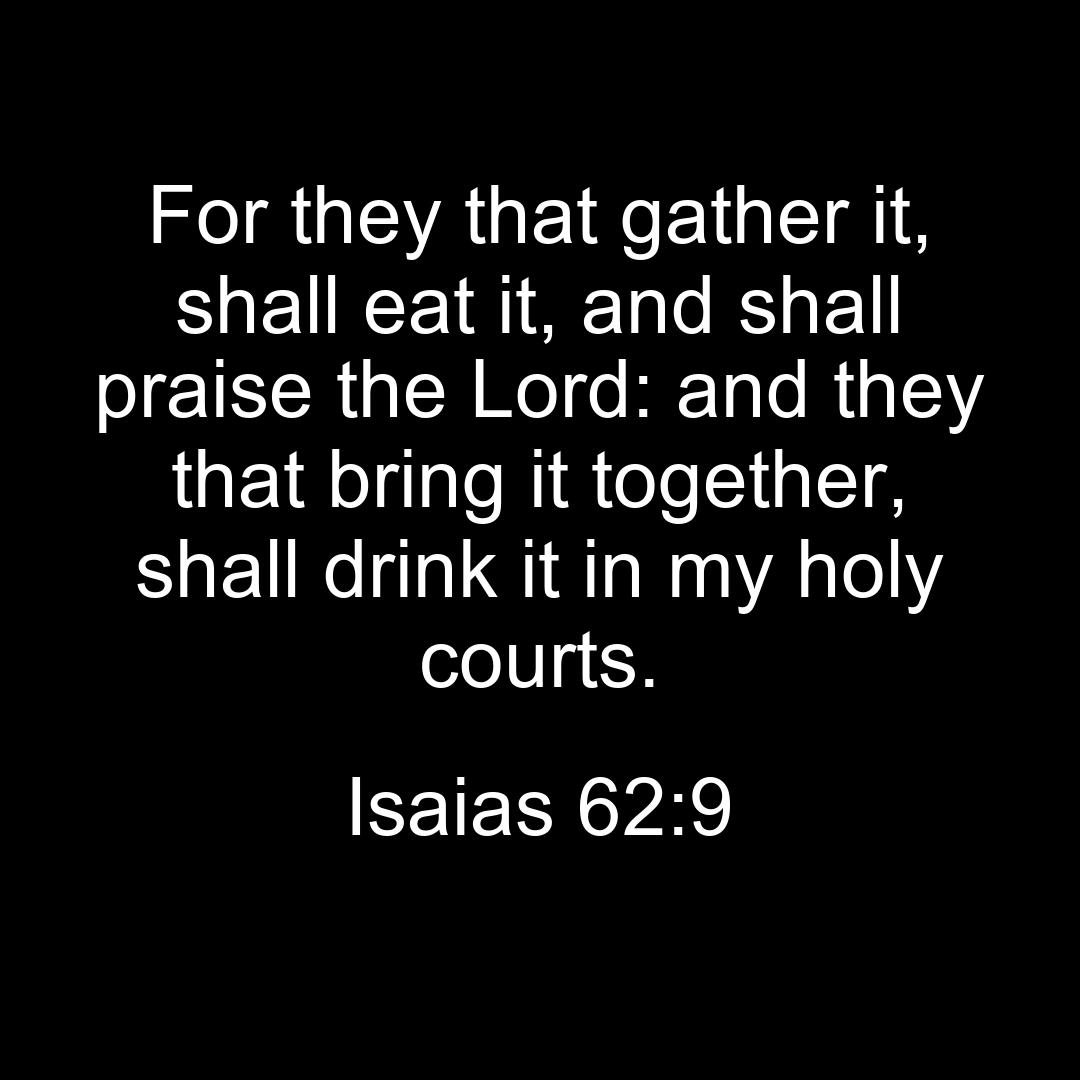 For they that gather it,
shall eat it, and shall
praise the Lord: and they
that bring it together,
shall drink it in my holy
courts.
Isaias 62:9